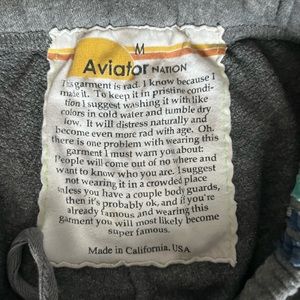 M
Aviator NATION
This garment is rad. I know because I
made it. To keep it in pristine condi-
tion I suggest washing it with like
colors in cold water and tumble dry
low. It will distress naturally and
become even more rad with age. Oh,
there is one problem with wearing this
garment I must warn you about:
People will come out of no where and
want to know who you are. I suggest
not wearing it in a crowded place
unless you have a couple body guards,
then it's probably ok, and if you're
already famous and wearing this
garment you will most likely become
super famous.
Made in California, USA